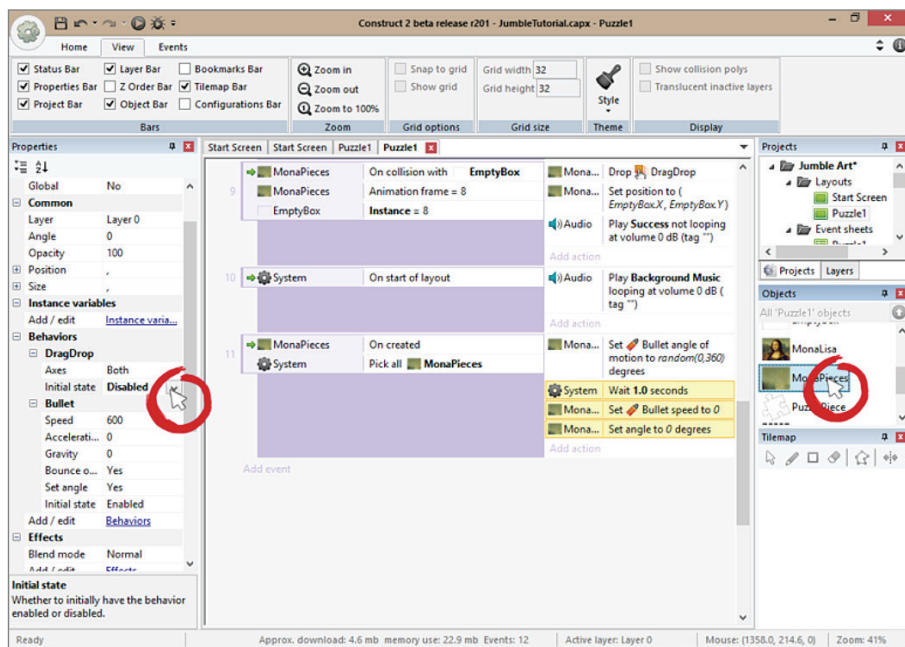 Construct 2 beta release r201 - JumbleTutorial.capx - Puzzle1
Home View Events
Status Bar Layer Bar Bookmarks Bar
Properties Bar Z Order Bar Tilemap Bar
Project Bar Object Bar Configurations Bar
Bars
Zoom in
Zoom out
Zoom to 100%
Zoom
Snap to grid
Show grid
Grid options
Grid width 32
Grid height 32
Grid size
Style
Theme
Show collision polys
Translucent inactive layers
Display
Properties
Global No
Common
Layer Layer 0
Angle 0
Opacity 100
Position ,
Size ,
Instance variables
Add / edit Instance varia...
Behaviors
DragDrop
Axes Both
Initial state Disabled
Bullet
Speed 600
Accelerati... 0
Gravity 0
Bounce o... Yes
Set angle Yes
Initial state Enabled
Add / edit Behaviors
Effects
Blend mode Normal
Add / edit Effects
Initial state
Whether to initially have the behavior
enabled or disabled.
Start Screen Start Screen Puzzle1 Puzzle1
9
MonaPieces On collision with EmptyBox
MonaPieces Animation frame = 8
EmptyBox Instance = 8
Mona... Drop DragDrop
Mona... Set position to (
EmptyBox.X, EmptyBox.Y)
Audio Play Success not looping
at volume 0 dB (tag "")
Add action
10
System On start of layout
Audio Play Background Music
looping at volume 0 dB (
tag "")
Add action
11
MonaPieces On created
System Pick all MonaPieces
Mona... Set Bullet angle of
motion to random(0,360)
degrees
System Wait 1.0 seconds
Mona... Set Bullet speed to 0
Mona... Set angle to 0 degrees
Add action
Add event
Projects
Jumble Art*
Layouts
Start Screen
Puzzle1
Event sheets
Puzzle1
Projects Layers
Objects
All 'Puzzle1' objects
EmptyBox
MonaLisa
MonaPieces
PuzzlePiece
Tilemap
Ready
Approx. download: 4.6 mb memory use: 22.9 mb Events: 12
Active layer: Layer 0
Mouse: (1358.0, 214.6, 0)
Zoom: 41%